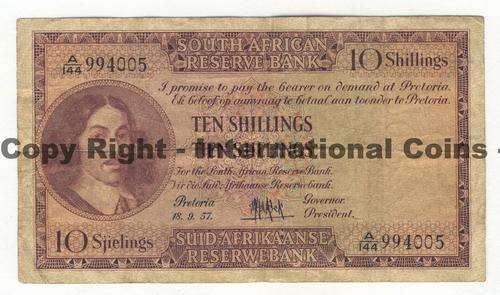 SOUTH AFRICAN
RESERVE BANK
A/144 994005
10 Shillings
I promise to pay the bearer on demand at Pretoria.
Ek beloof op aanvraag te betaal aan toonder te Pretoria.
TEN SHILLINGS
Copy Right - International Coins -
For the South African Reserve Bank.
Vir die Suid-Afrikaanse Reserwebank.
Pretoria
Governor.
18. 9. 57.
President.
10 Sjielings
SUID-AFRIKAANSE
RESERWEBANK
A/144 994005